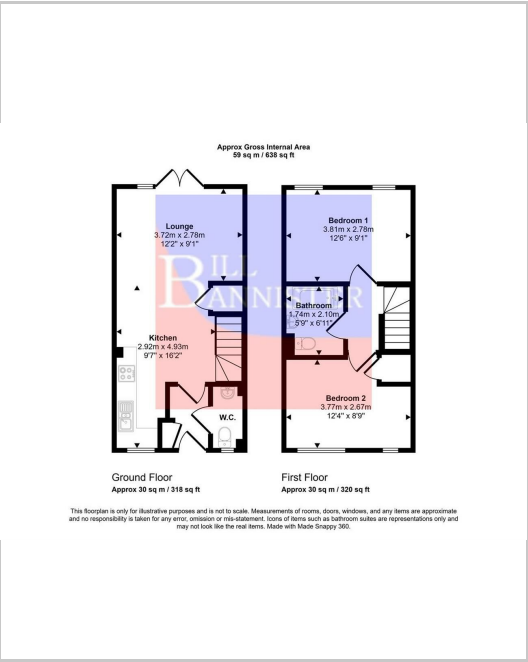 Approx Gross Internal Area
59 sq m / 638 sq ft
Lounge
3.72m x 2.78m
12'2" x 9'1"
Bedroom 1
3.81m x 2.78m
12'6" x 9'1"
BILL
BANNISTER
Bathroom
1.74m x 2.10m
5'9" x 6'11"
Kitchen
2.92m x 4.93m
9'7" x 16'2"
W.C.
Bedroom 2
3.77m x 2.67m
12'4" x 8'9"
Ground Floor
Approx 30 sq m / 318 sq ft
First Floor
Approx 30 sq m / 320 sq ft
This floorplan is only for illustrative purposes and is not to scale. Measurements of rooms, doors, windows, and any items are approximate
and no responsibility is taken for any error, omission or mis-statement. Icons of items such as bathroom suites are representations only and
may not look like the real items. Made with Made Snappy 360.